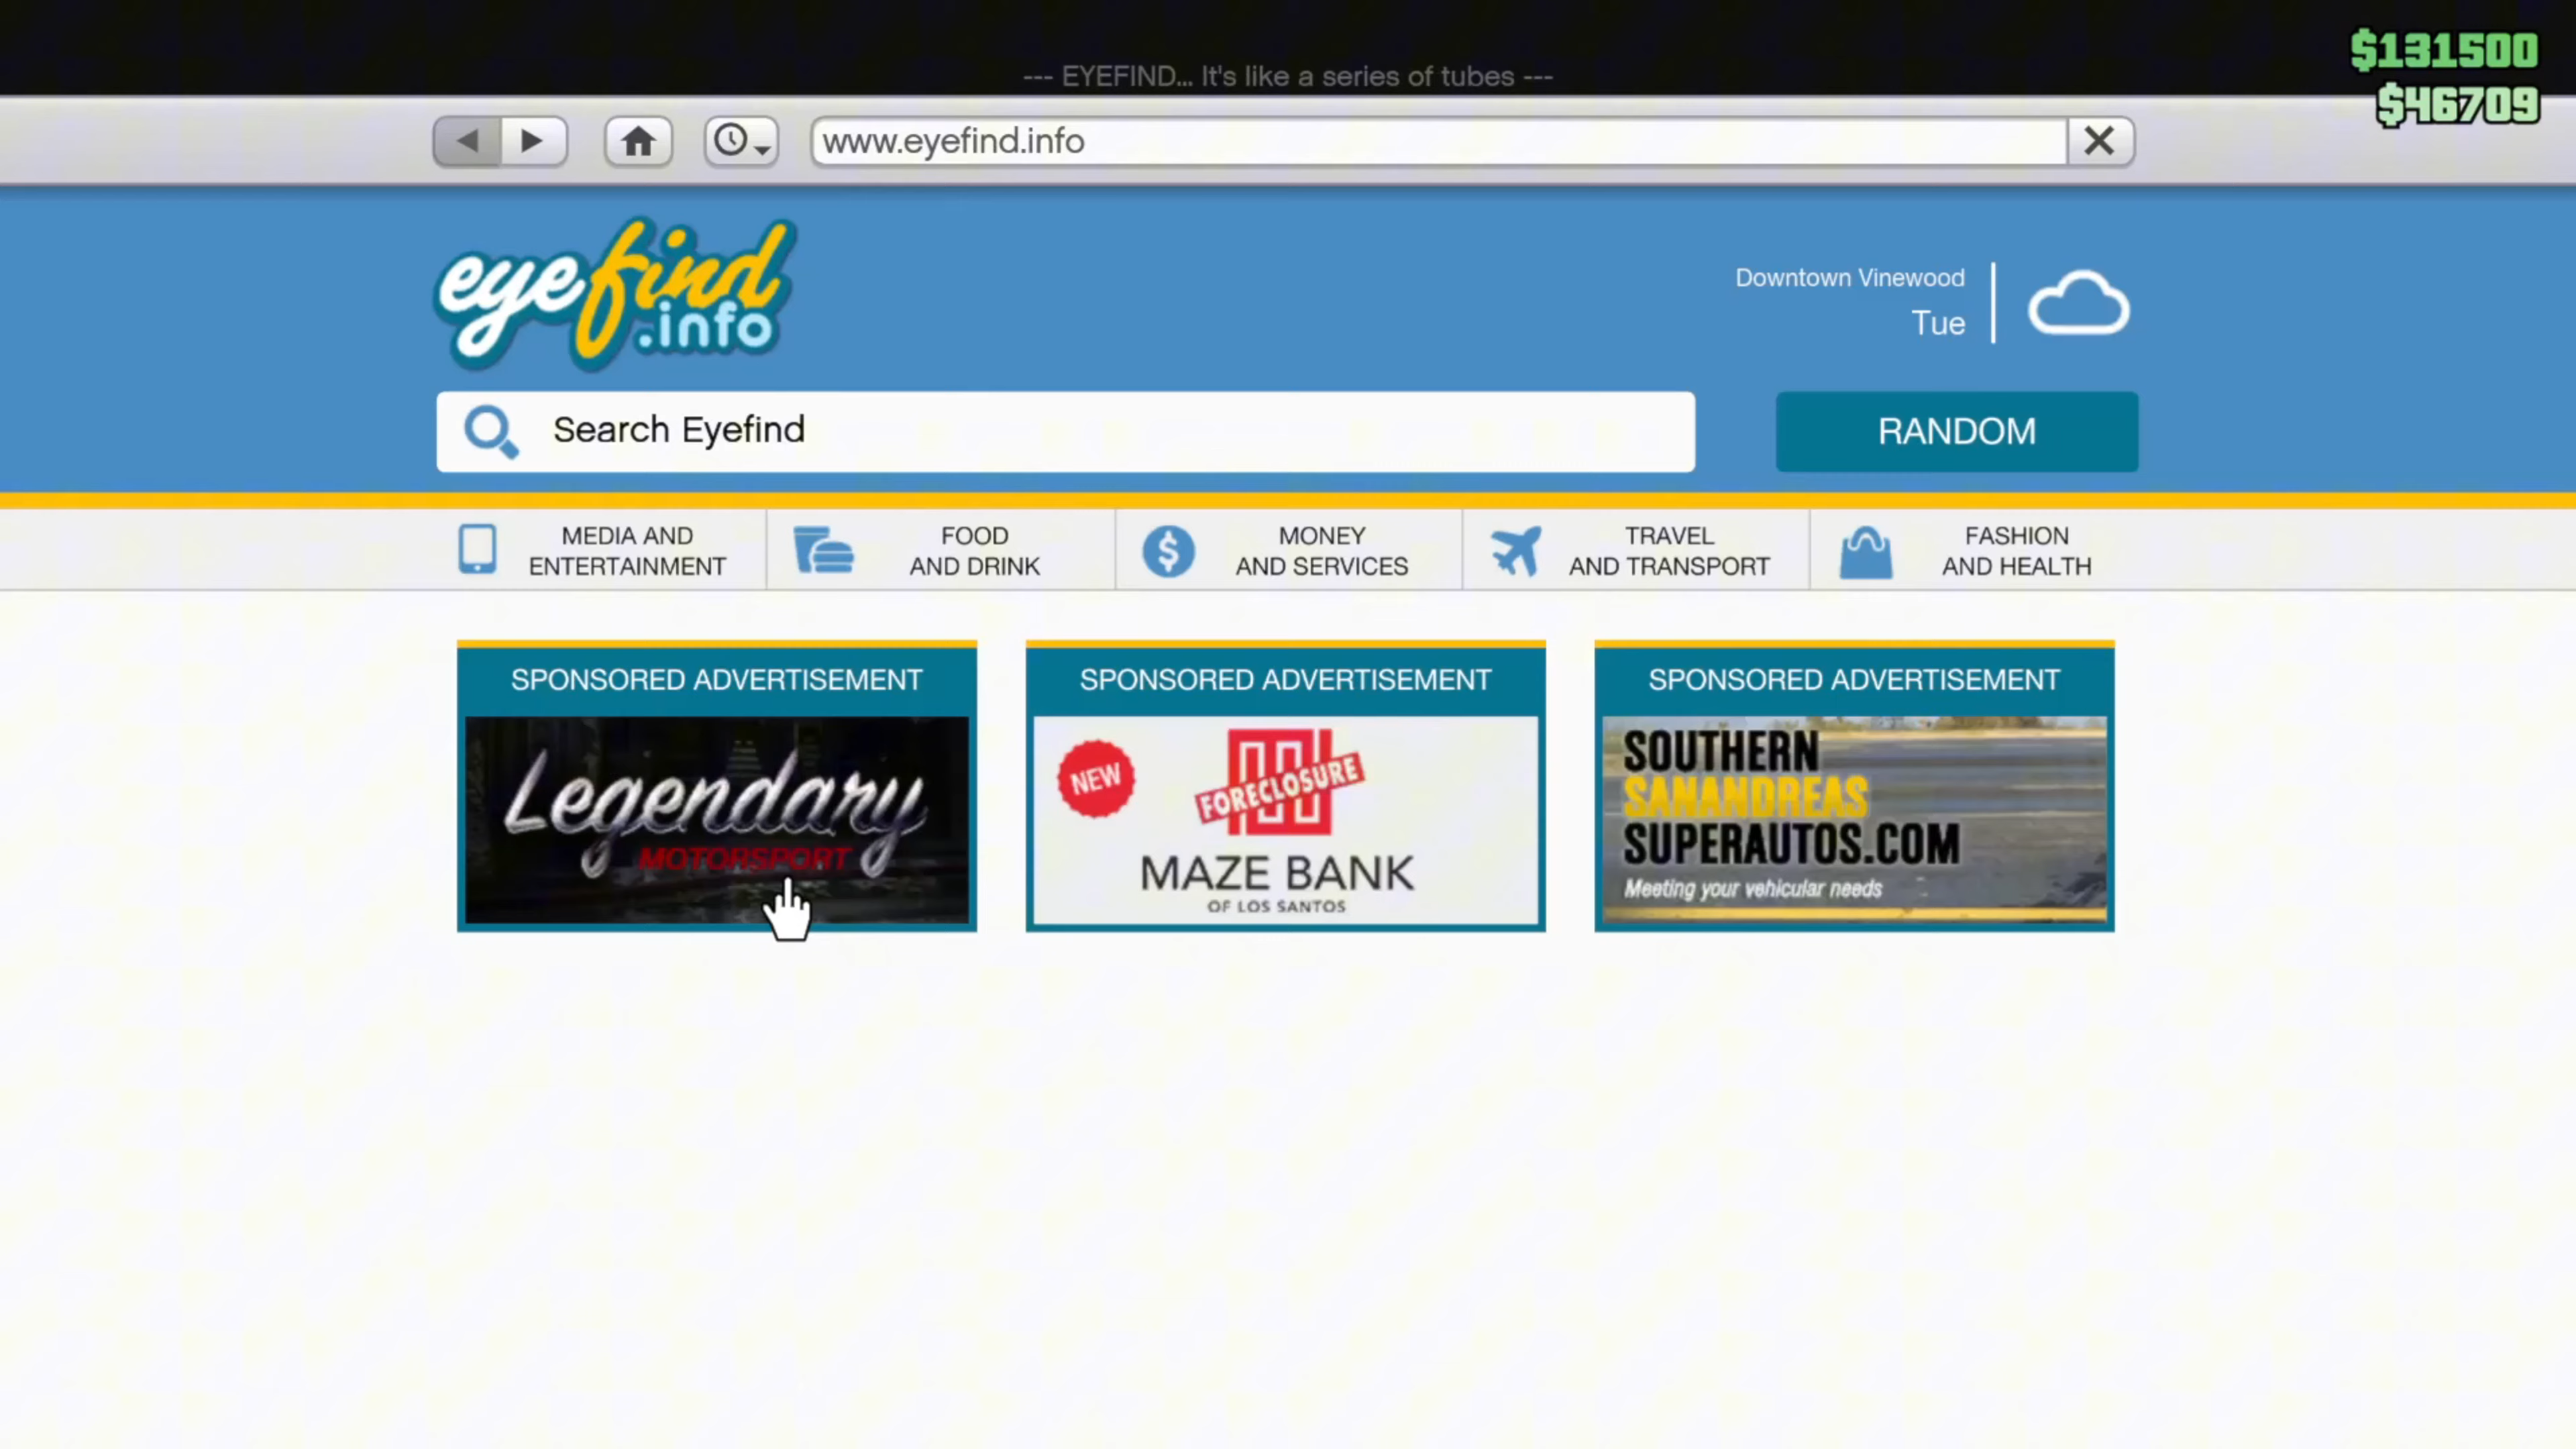 $131500
--- EYEFIND... It's like a series of tubes ---
$46709
www.eyefind.info
eyefind
.info
Downtown Vinewood
Tue
Search Eyefind
RANDOM
MEDIA AND
ENTERTAINMENT
FOOD
AND DRINK
MONEY
AND SERVICES
TRAVEL
AND TRANSPORT
FASHION
AND HEALTH
SPONSORED ADVERTISEMENT
Legendary
MOTORSPORT
SPONSORED ADVERTISEMENT
NEW
FORECLOSURE
MAZE BANK
OF LOS SANTOS
SPONSORED ADVERTISEMENT
SOUTHERN
SANANDREAS
SUPERAUTOS.COM
Meeting your vehicular needs